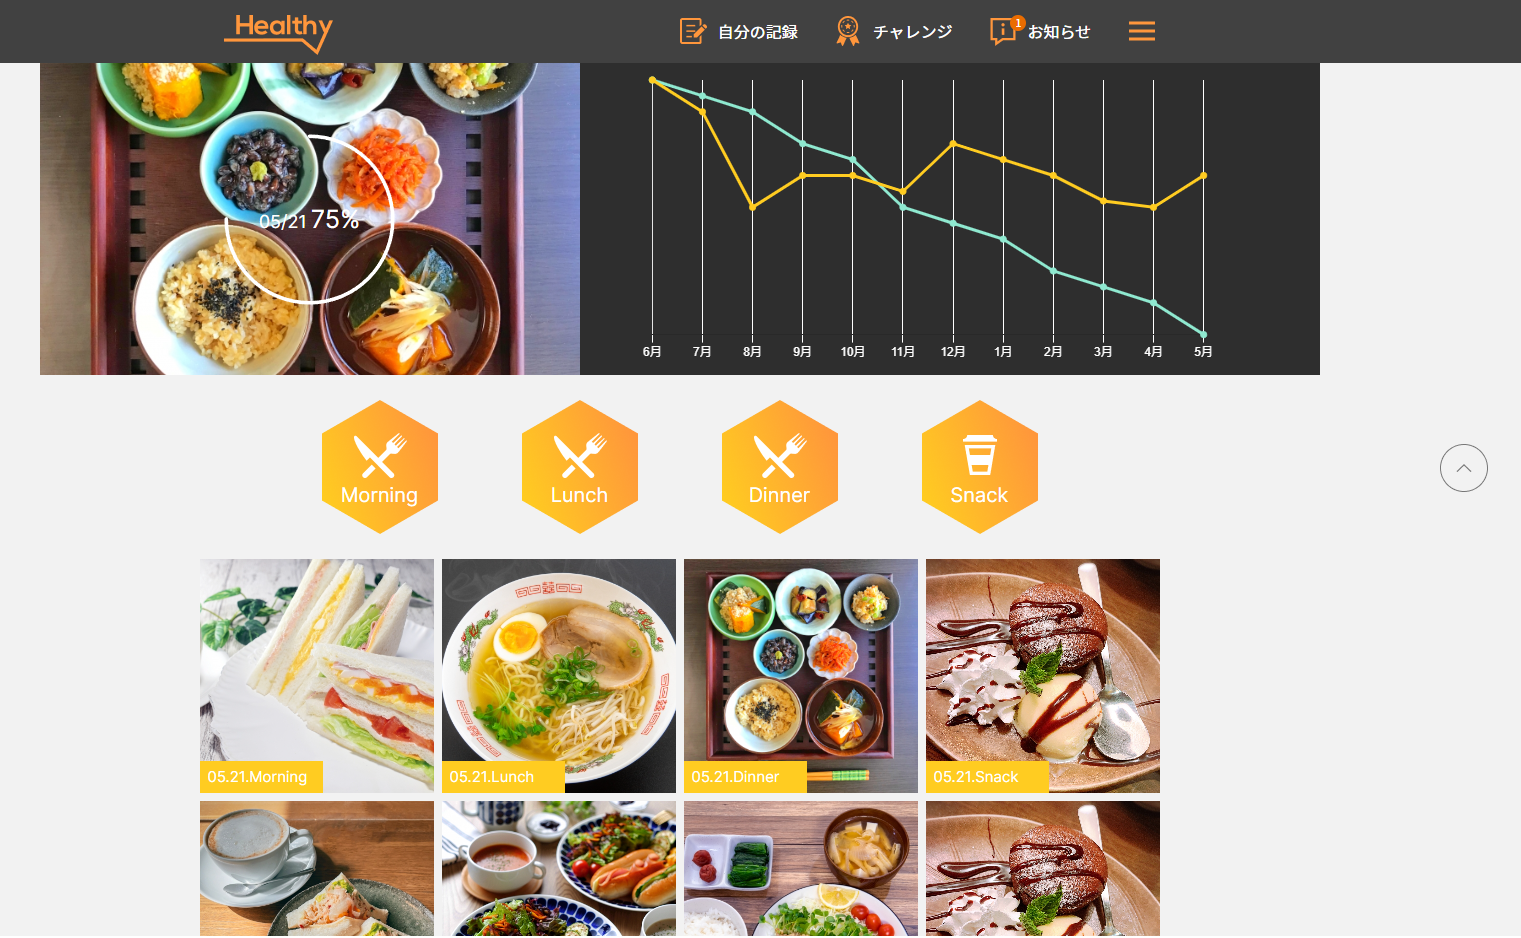 Healthy
自分の記録
チャレンジ
1
お知らせ
05/21 75%
6月 7月 8月 9月 10月 11月 12月 1月 2月 3月 4月 5月
Morning
Lunch
Dinner
Snack
05.21.Morning
05.21.Lunch
05.21.Dinner
05.21.Snack